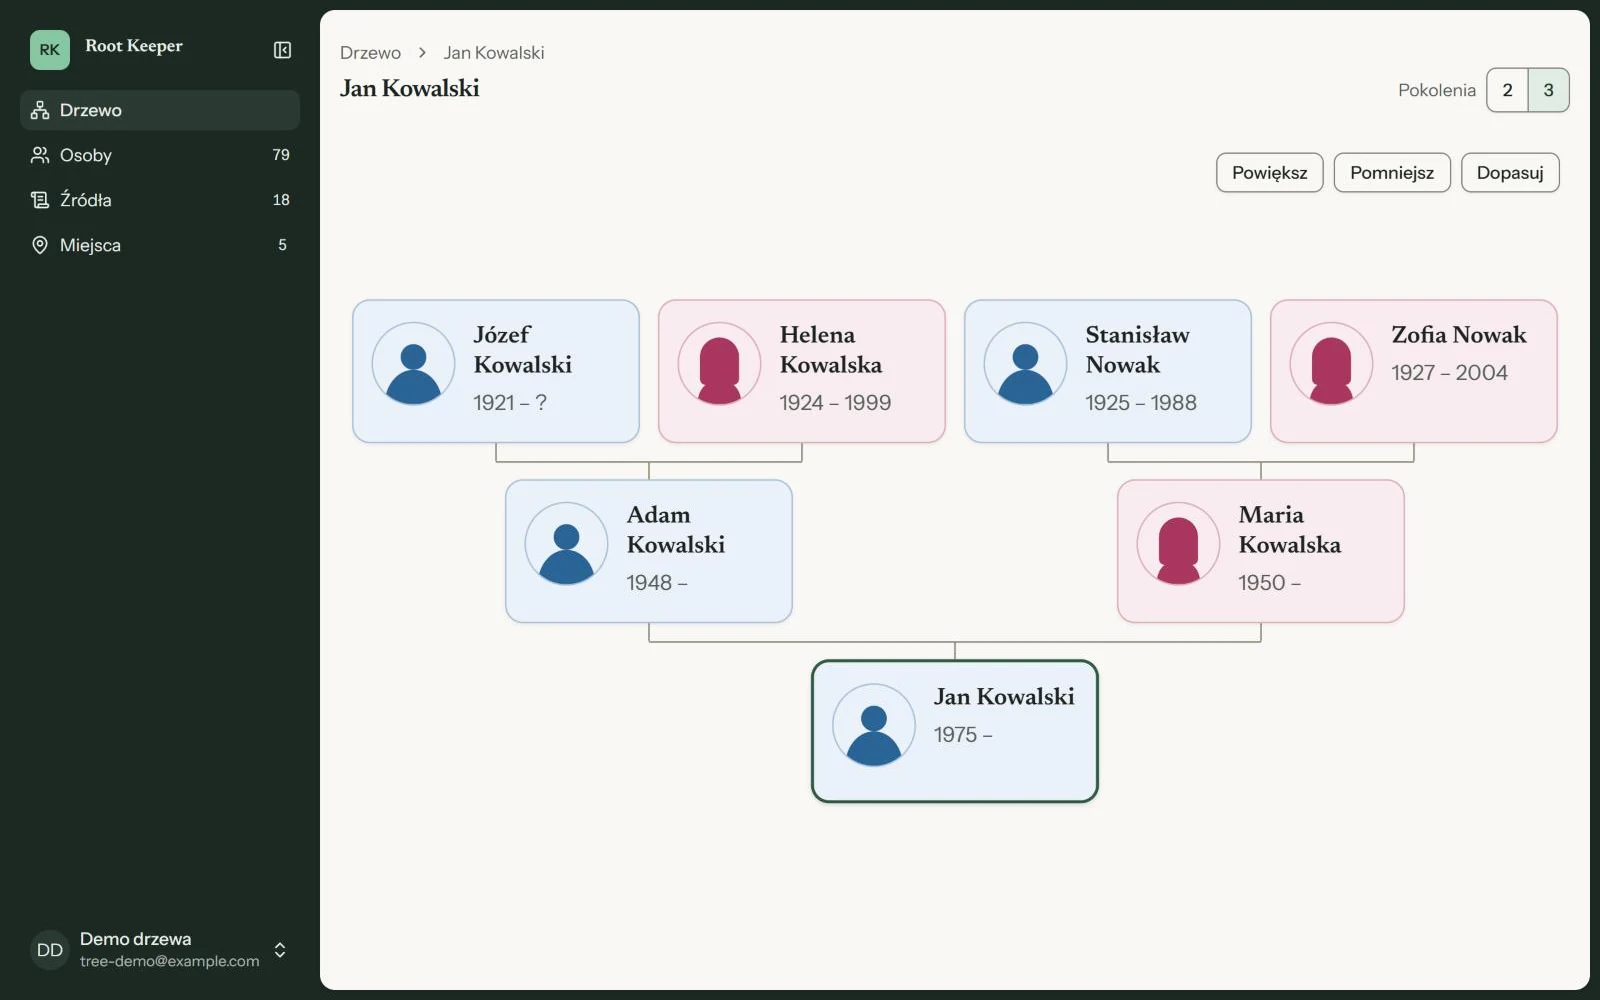 RK
Root Keeper
Drzewo
Osoby 79
Źródła 18
Miejsca 5
DD
Demo drzewa
tree-demo@example.com
Drzewo > Jan Kowalski
Jan Kowalski
Pokolenia 2 3
Powiększ Pomniejsz Dopasuj
Józef
Kowalski
1921 – ?
Helena
Kowalska
1924 – 1999
Stanisław
Nowak
1925 – 1988
Zofia Nowak
1927 – 2004
Adam
Kowalski
1948 –
Maria
Kowalska
1950 –
Jan Kowalski
1975 –